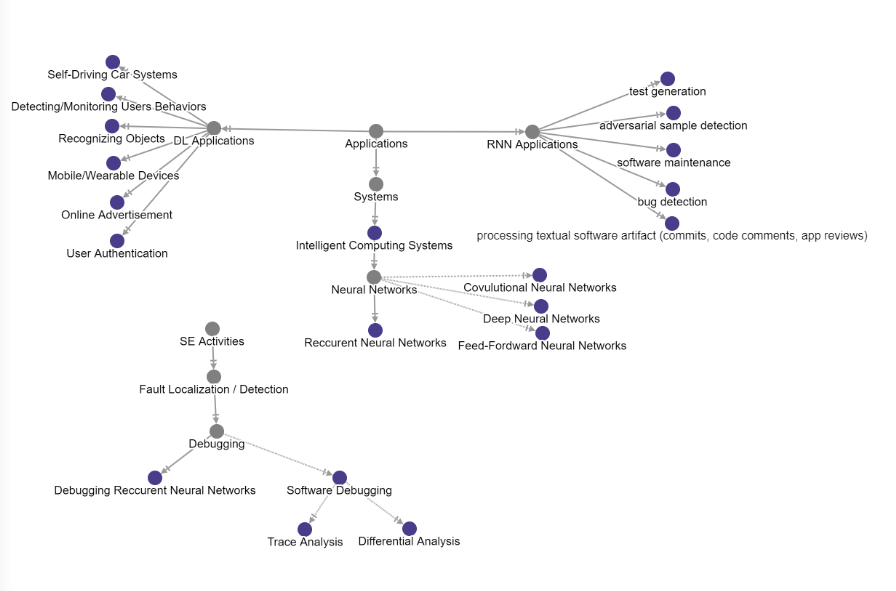 Self-Driving Car Systems
Detecting/Monitoring Users Behaviors
Recognizing Objects
DL Applications
Mobile/Wearable Devices
Online Advertisement
User Authentication
Applications
Systems
Intelligent Computing Systems
Neural Networks
Reccurent Neural Networks
Covulutional Neural Networks
Deep Neural Networks
Feed-Fordward Neural Networks
RNN Applications
test generation
adversarial sample detection
software maintenance
bug detection
processing textual software artifact (commits, code comments, app reviews)
SE Activities
Fault Localization / Detection
Debugging
Debugging Reccurent Neural Networks
Software Debugging
Trace Analysis
Differential Analysis